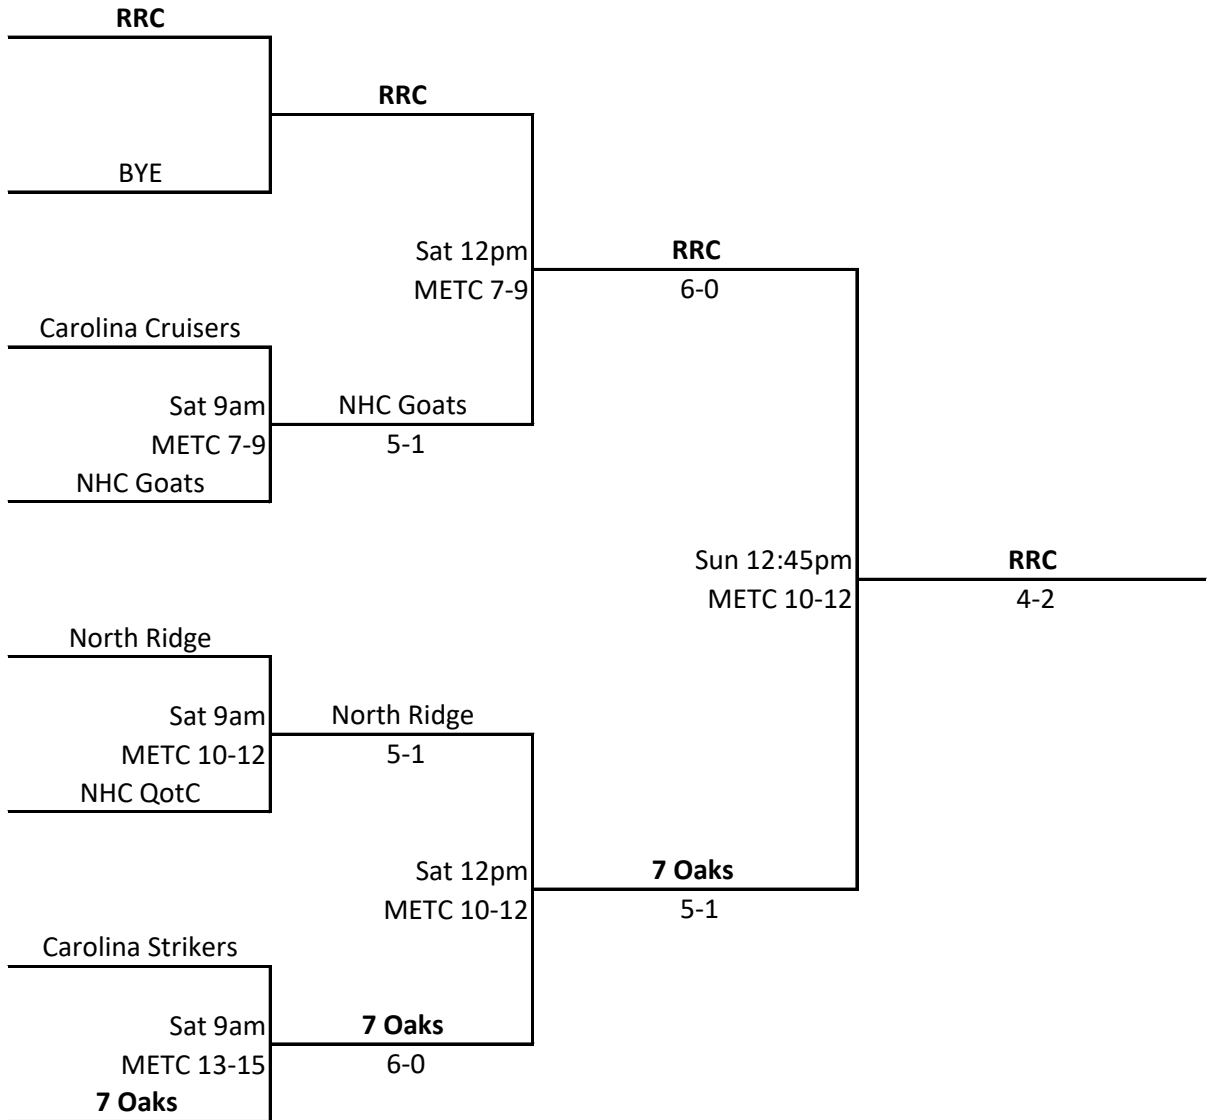 RRC
RRC
BYE
Sat 12pm
RRC
METC 7-9
6-0
Carolina Cruisers
Sat 9am
NHC Goats
METC 7-9
5-1
NHC Goats
Sun 12:45pm
RRC
METC 10-12
4-2
North Ridge
Sat 9am
North Ridge
METC 10-12
5-1
NHC QotC
Sat 12pm
7 Oaks
METC 10-12
5-1
Carolina Strikers
Sat 9am
7 Oaks
METC 13-15
6-0
7 Oaks